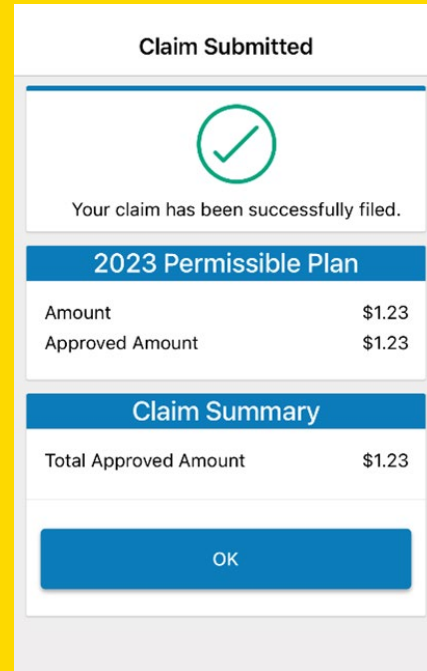 Claim Submitted
Your claim has been successfully filed.
2023 Permissible Plan
Amount $1.23
Approved Amount $1.23
Claim Summary
Total Approved Amount $1.23
OK